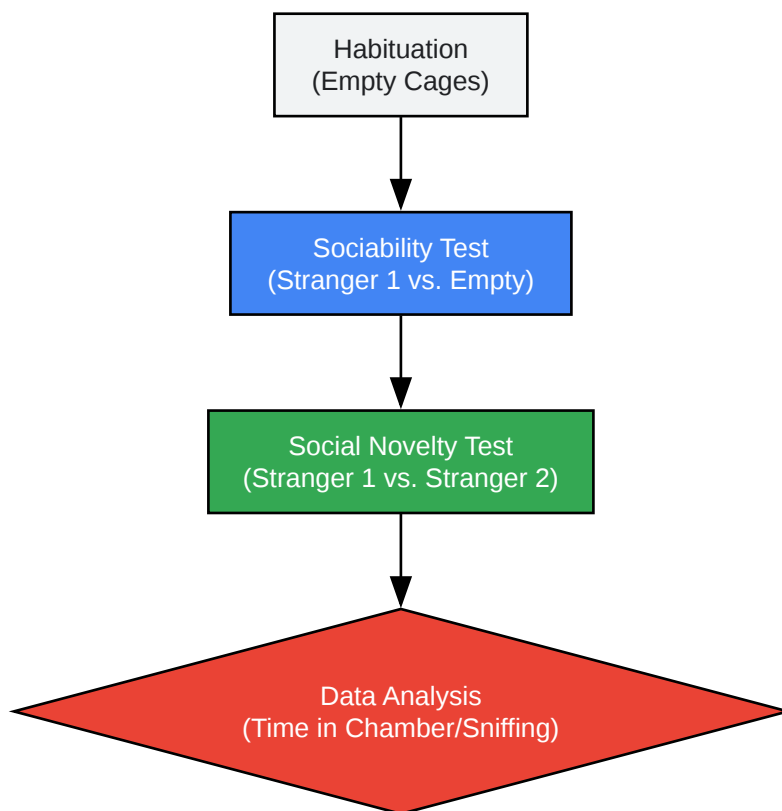 Habituation
(Empty Cages)
Sociability Test
(Stranger 1 vs. Empty)
Social Novelty Test
(Stranger 1 vs. Stranger 2)
Data Analysis
(Time in Chamber/Sniffing)